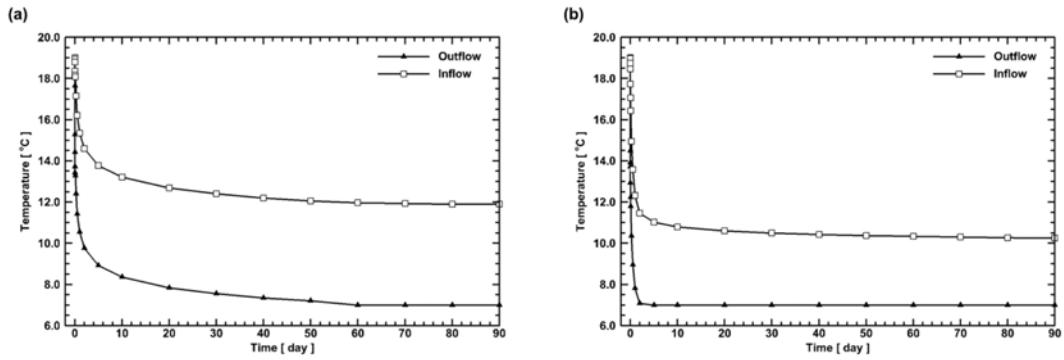 (a)
20.0
18.0
16.0
14.0
12.0
10.0
8.0
6.0
Temperature [ °C ]
Outflow
Inflow
0 10 20 30 40 50 60 70 80 90
Time [ day ]
(b)
20.0
18.0
16.0
14.0
12.0
10.0
8.0
6.0
Temperature [ °C ]
Outflow
Inflow
0 10 20 30 40 50 60 70 80 90
Time [ day ]